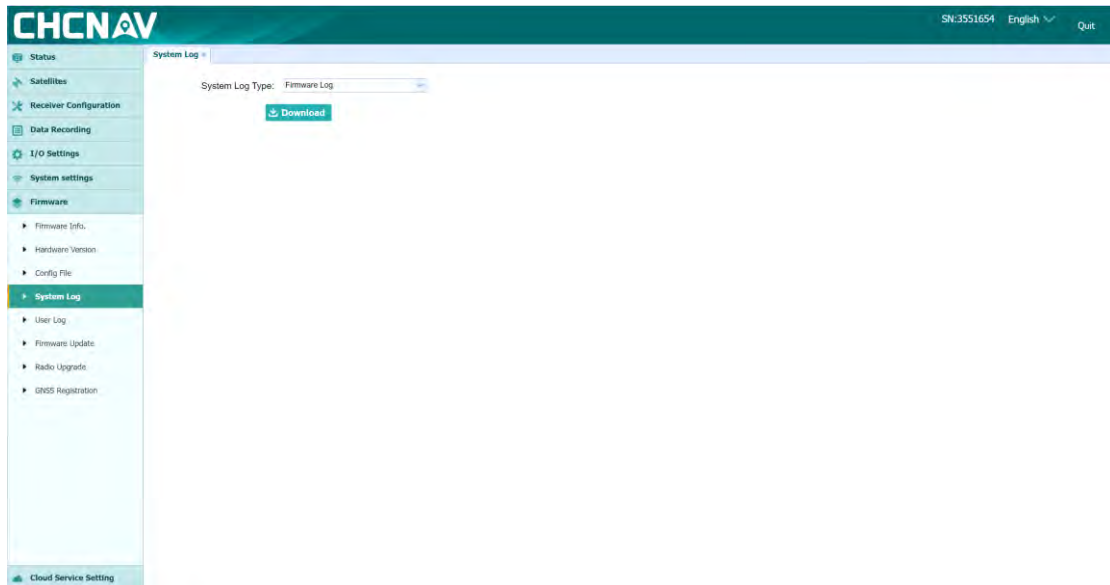 CHCNAV
SN:3551654 English Quit
Status
System Log ×
Satellites
System Log Type: Firmware Log
Receiver Configuration
Download
Data Recording
I/O Settings
System settings
Firmware
Firmware Info.
Hardware Version
Config File
System Log
User Log
Firmware Update
Radio Upgrade
GNSS Registration
Cloud Service Setting